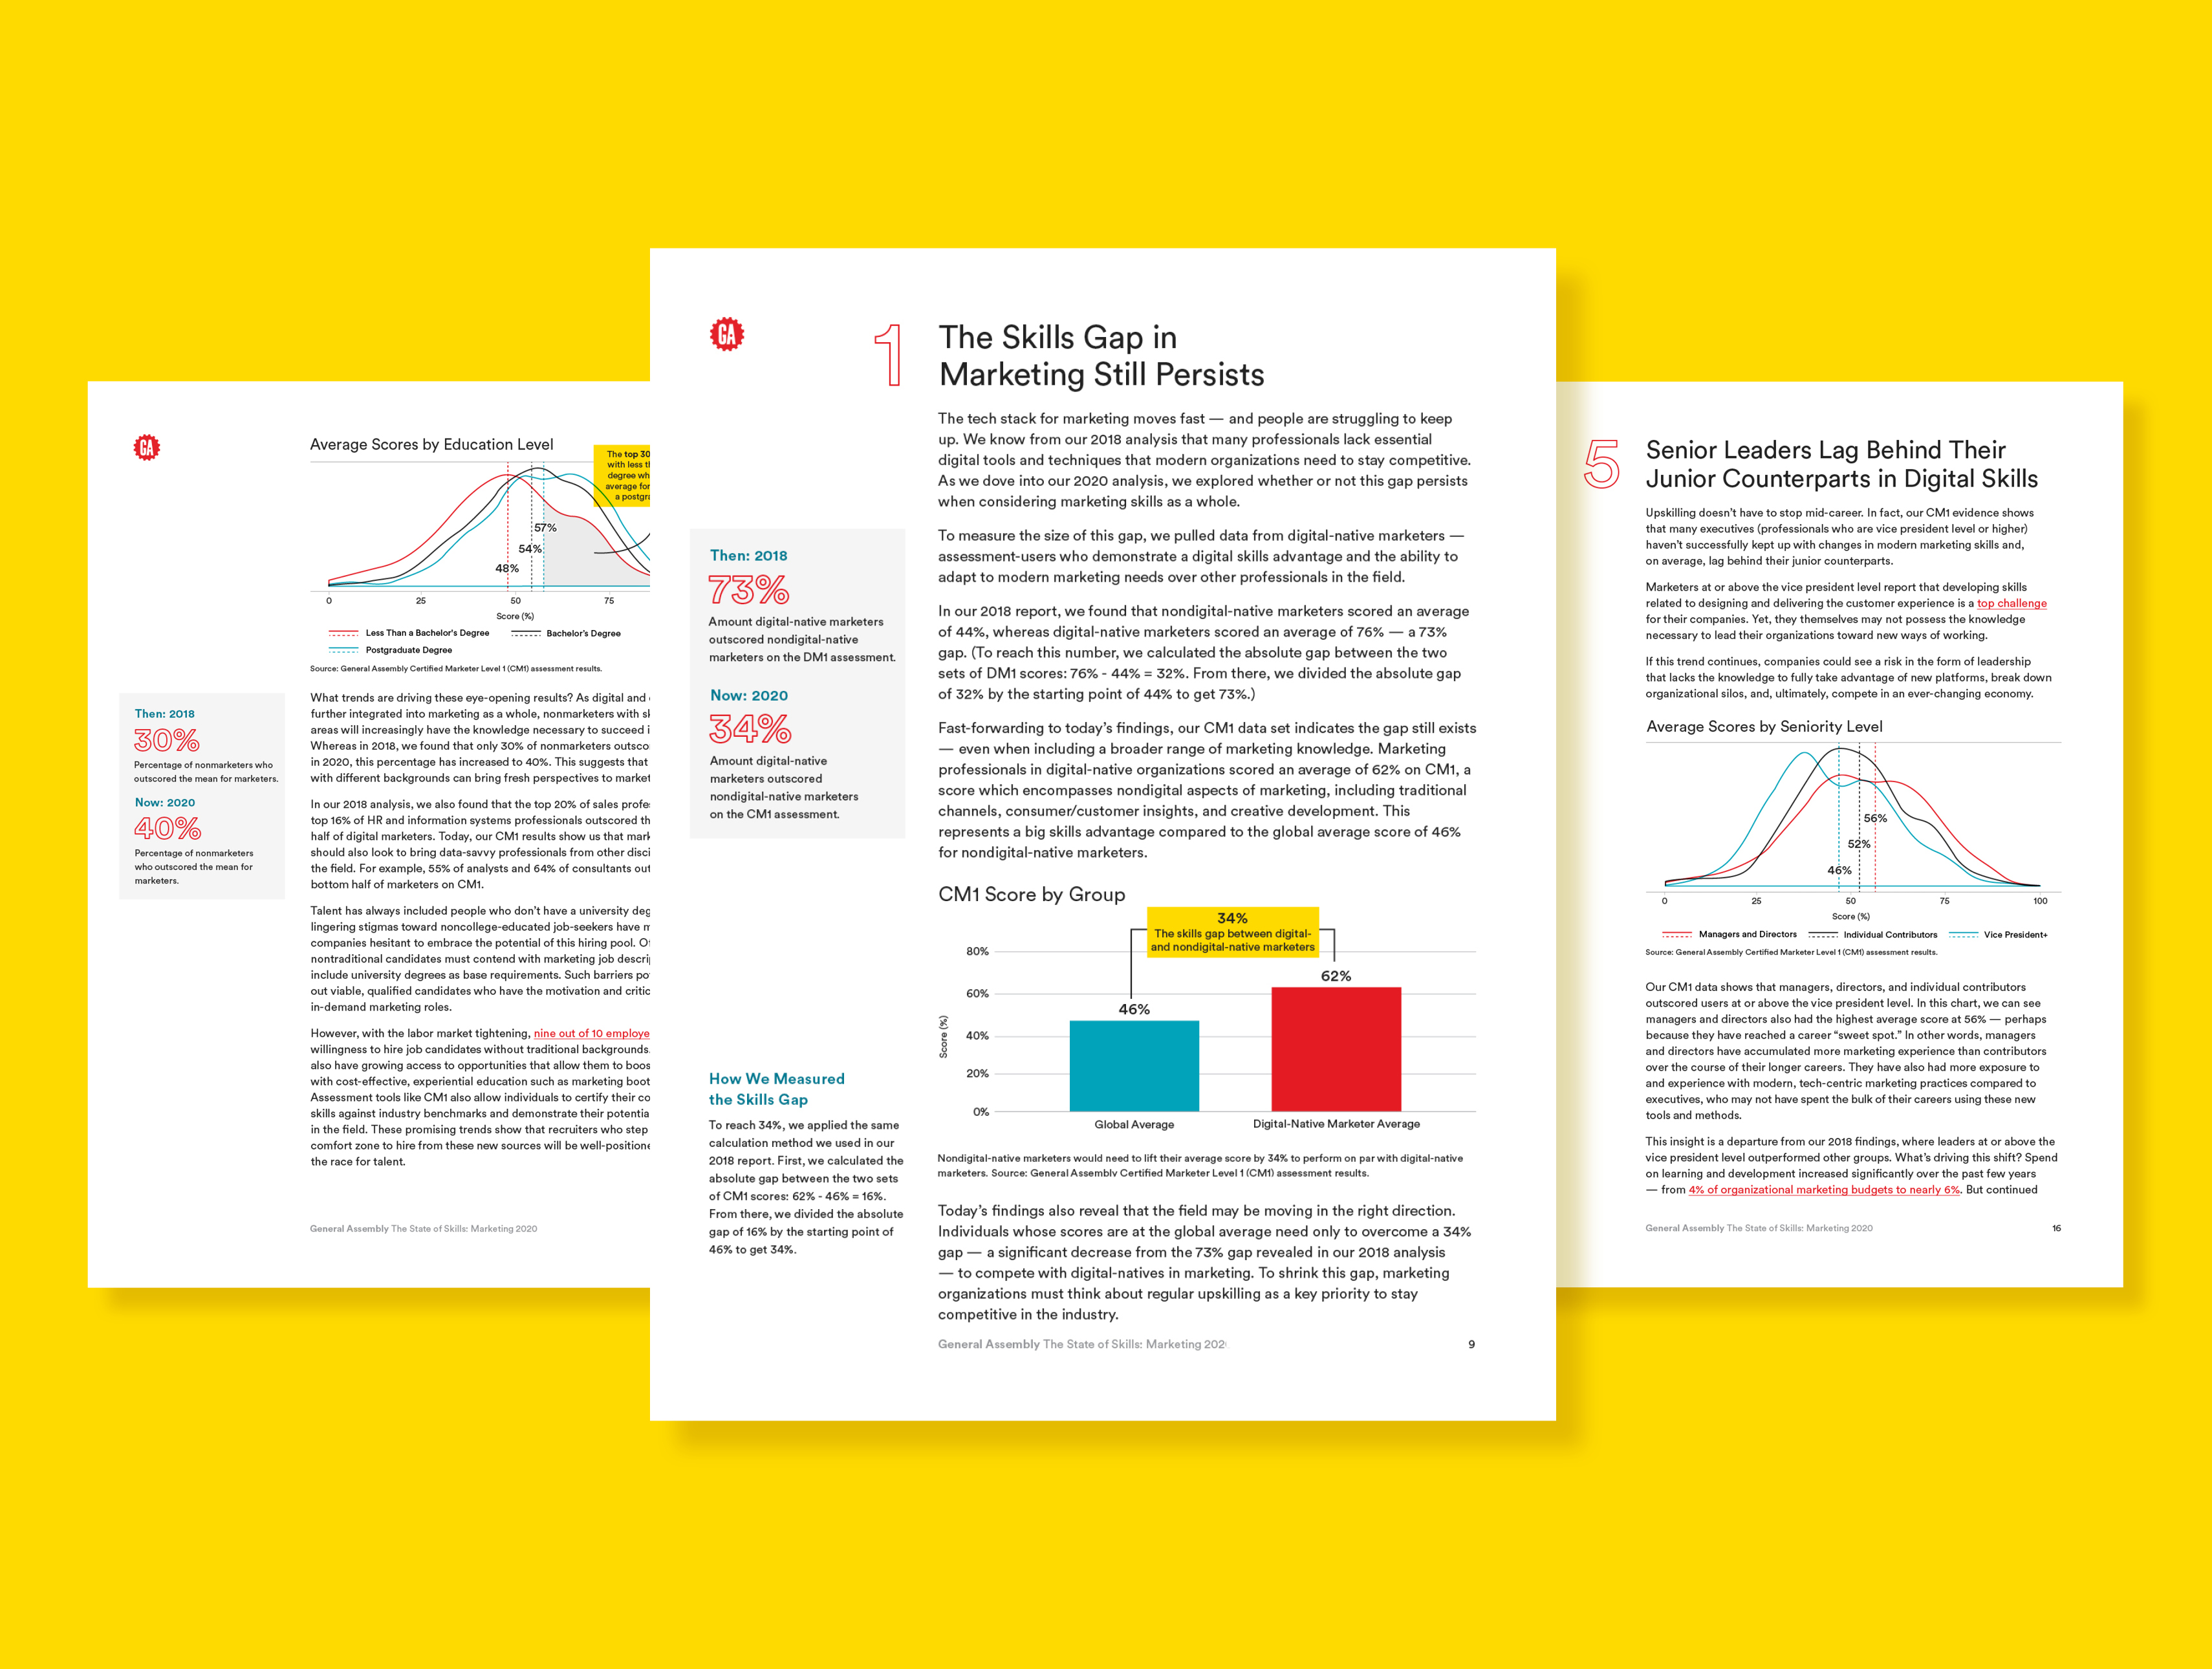 GA
Average Scores by Education Level
The top 30
with less th
degree wh
average for
a postgra
57%
54%
48%
0 25 50 75
Score (%)
Less Than a Bachelor's Degree Bachelor's Degree
Postgraduate Degree
Source: General Assembly Certified Marketer Level 1 (CM1) assessment results.
Then: 2018
30%
Percentage of nonmarketers who
outscored the mean for marketers.
Now: 2020
40%
Percentage of nonmarketers
who outscored the mean for
marketers.
What trends are driving these eye-opening results? As digital and
further integrated into marketing as a whole, nonmarketers with sk
areas will increasingly have the knowledge necessary to succeed i
Whereas in 2018, we found that only 30% of nonmarketers outsco
in 2020, this percentage has increased to 40%. This suggests that
with different backgrounds can bring fresh perspectives to market
In our 2018 analysis, we also found that the top 20% of sales profe
top 16% of HR and information systems professionals outscored th
half of digital marketers. Today, our CM1 results show us that mark
should also look to bring data-savvy professionals from other disci
the field. For example, 55% of analysts and 64% of consultants out
bottom half of marketers on CM1.
Talent has always included people who don't have a university deg
lingering stigmas toward noncollege-educated job-seekers have m
companies hesitant to embrace the potential of this hiring pool. O
nontraditional candidates must contend with marketing job descrip
include university degrees as base requirements. Such barriers po
out viable, qualified candidates who have the motivation and critic
in-demand marketing roles.
However, with the labor market tightening, nine out of 10 employe
willingness to hire job candidates without traditional backgrounds.
also have growing access to opportunities that allow them to boos
with cost-effective, experiential education such as marketing boot
Assessment tools like CM1 also allow individuals to certify their co
skills against industry benchmarks and demonstrate their potentia
in the field. These promising trends show that recruiters who step
comfort zone to hire from these new sources will be well-positione
the race for talent.
General Assembly The State of Skills: Marketing 2020
GA
1
The Skills Gap in
Marketing Still Persists
The tech stack for marketing moves fast — and people are struggling to keep
up. We know from our 2018 analysis that many professionals lack essential
digital tools and techniques that modern organizations need to stay competitive.
As we dove into our 2020 analysis, we explored whether or not this gap persists
when considering marketing skills as a whole.
To measure the size of this gap, we pulled data from digital-native marketers —
assessment-users who demonstrate a digital skills advantage and the ability to
adapt to modern marketing needs over other professionals in the field.
In our 2018 report, we found that nondigital-native marketers scored an average
of 44%, whereas digital-native marketers scored an average of 76% — a 73%
gap. (To reach this number, we calculated the absolute gap between the two
sets of DM1 scores: 76% - 44% = 32%. From there, we divided the absolute gap
of 32% by the starting point of 44% to get 73%.)
Fast-forwarding to today's findings, our CM1 data set indicates the gap still exists
— even when including a broader range of marketing knowledge. Marketing
professionals in digital-native organizations scored an average of 62% on CM1, a
score which encompasses nondigital aspects of marketing, including traditional
channels, consumer/customer insights, and creative development. This
represents a big skills advantage compared to the global average score of 46%
for nondigital-native marketers.
Then: 2018
73%
Amount digital-native marketers
outscored nondigital-native
marketers on the DM1 assessment.
Now: 2020
34%
Amount digital-native
marketers outscored
nondigital-native marketers
on the CM1 assessment.
CM1 Score by Group
34%
The skills gap between digital-
and nondigital-native marketers
80%
60%
40%
20%
0%
Score (%)
46%
62%
Global Average Digital-Native Marketer Average
Nondigital-native marketers would need to lift their average score by 34% to perform on par with digital-native
marketers. Source: General Assembly Certified Marketer Level 1 (CM1) assessment results.
How We Measured
the Skills Gap
To reach 34%, we applied the same
calculation method we used in our
2018 report. First, we calculated the
absolute gap between the two sets
of CM1 scores: 62% - 46% = 16%.
From there, we divided the absolute
gap of 16% by the starting point of
46% to get 34%.
Today's findings also reveal that the field may be moving in the right direction.
Individuals whose scores are at the global average need only to overcome a 34%
gap — a significant decrease from the 73% gap revealed in our 2018 analysis
— to compete with digital-natives in marketing. To shrink this gap, marketing
organizations must think about regular upskilling as a key priority to stay
competitive in the industry.
General Assembly The State of Skills: Marketing 202
9
5
Senior Leaders Lag Behind Their
Junior Counterparts in Digital Skills
Upskilling doesn't have to stop mid-career. In fact, our CM1 evidence shows
that many executives (professionals who are vice president level or higher)
haven't successfully kept up with changes in modern marketing skills and,
on average, lag behind their junior counterparts.
Marketers at or above the vice president level report that developing skills
related to designing and delivering the customer experience is a top challenge
for their companies. Yet, they themselves may not possess the knowledge
necessary to lead their organizations toward new ways of working.
If this trend continues, companies could see a risk in the form of leadership
that lacks the knowledge to fully take advantage of new platforms, break down
organizational silos, and, ultimately, compete in an ever-changing economy.
Average Scores by Seniority Level
56%
52%
46%
0 25 50 75 100
Score (%)
Managers and Directors Individual Contributors Vice President+
Source: General Assembly Certified Marketer Level 1 (CM1) assessment results.
Our CM1 data shows that managers, directors, and individual contributors
outscored users at or above the vice president level. In this chart, we can see
managers and directors also had the highest average score at 56% — perhaps
because they have reached a career “sweet spot.” In other words, managers
and directors have accumulated more marketing experience than contributors
over the course of their longer careers. They have also had more exposure to
and experience with modern, tech-centric marketing practices compared to
executives, who may not have spent the bulk of their careers using these new
tools and methods.
This insight is a departure from our 2018 findings, where leaders at or above the
vice president level outperformed other groups. What's driving this shift? Spend
on learning and development increased significantly over the past few years
— from 4% of organizational marketing budgets to nearly 6%. But continued
General Assembly The State of Skills: Marketing 2020
16